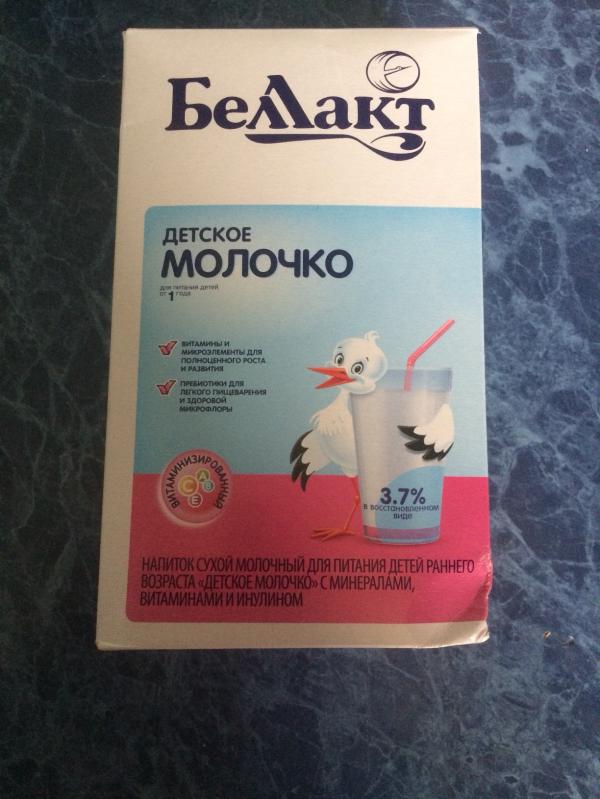 Беллакт
ДЕТСКОЕ
МОЛОЧКО
для питания детей
от 1 года
ВИТАМИНЫ И
МИКРОЭЛЕМЕНТЫ ДЛЯ
ПОЛНОЦЕННОГО РОСТА
И РАЗВИТИЯ
ПРЕБИОТИКИ ДЛЯ
ЛЕГКОГО ПИЩЕВАРЕНИЯ
И ЗДОРОВОЙ
МИКРОФЛОРЫ
ВИТАМИНИЗИРОВАННЫЙ
A
C B
E
3.7%
в восстановленном
виде
НАПИТОК СУХОЙ МОЛОЧНЫЙ ДЛЯ ПИТАНИЯ ДЕТЕЙ РАННЕГО
ВОЗРАСТА «ДЕТСКОЕ МОЛОЧКО» С МИНЕРАЛАМИ,
ВИТАМИНАМИ И ИНУЛИНОМ